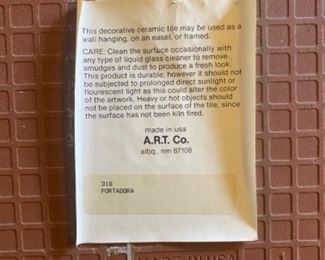 This decorative ceramic tile may be used as a
wall hanging, on an easel, or framed.
CARE: Clean the surface occasionally with
any type of liquid glass cleaner to remove
smudges and dust to produce a fresh look.
This product is durable, however it should not
be subjected to prolonged direct sunlight or
flourescent light as this could alter the color
of the artwork. Heavy or hot objects should
not be placed on the surface of the tile, since
the surface has not been kiln fired.
made in usa
A.R.T. Co.
albq., nm 87108
318
PORTADORA
MADE IN USA